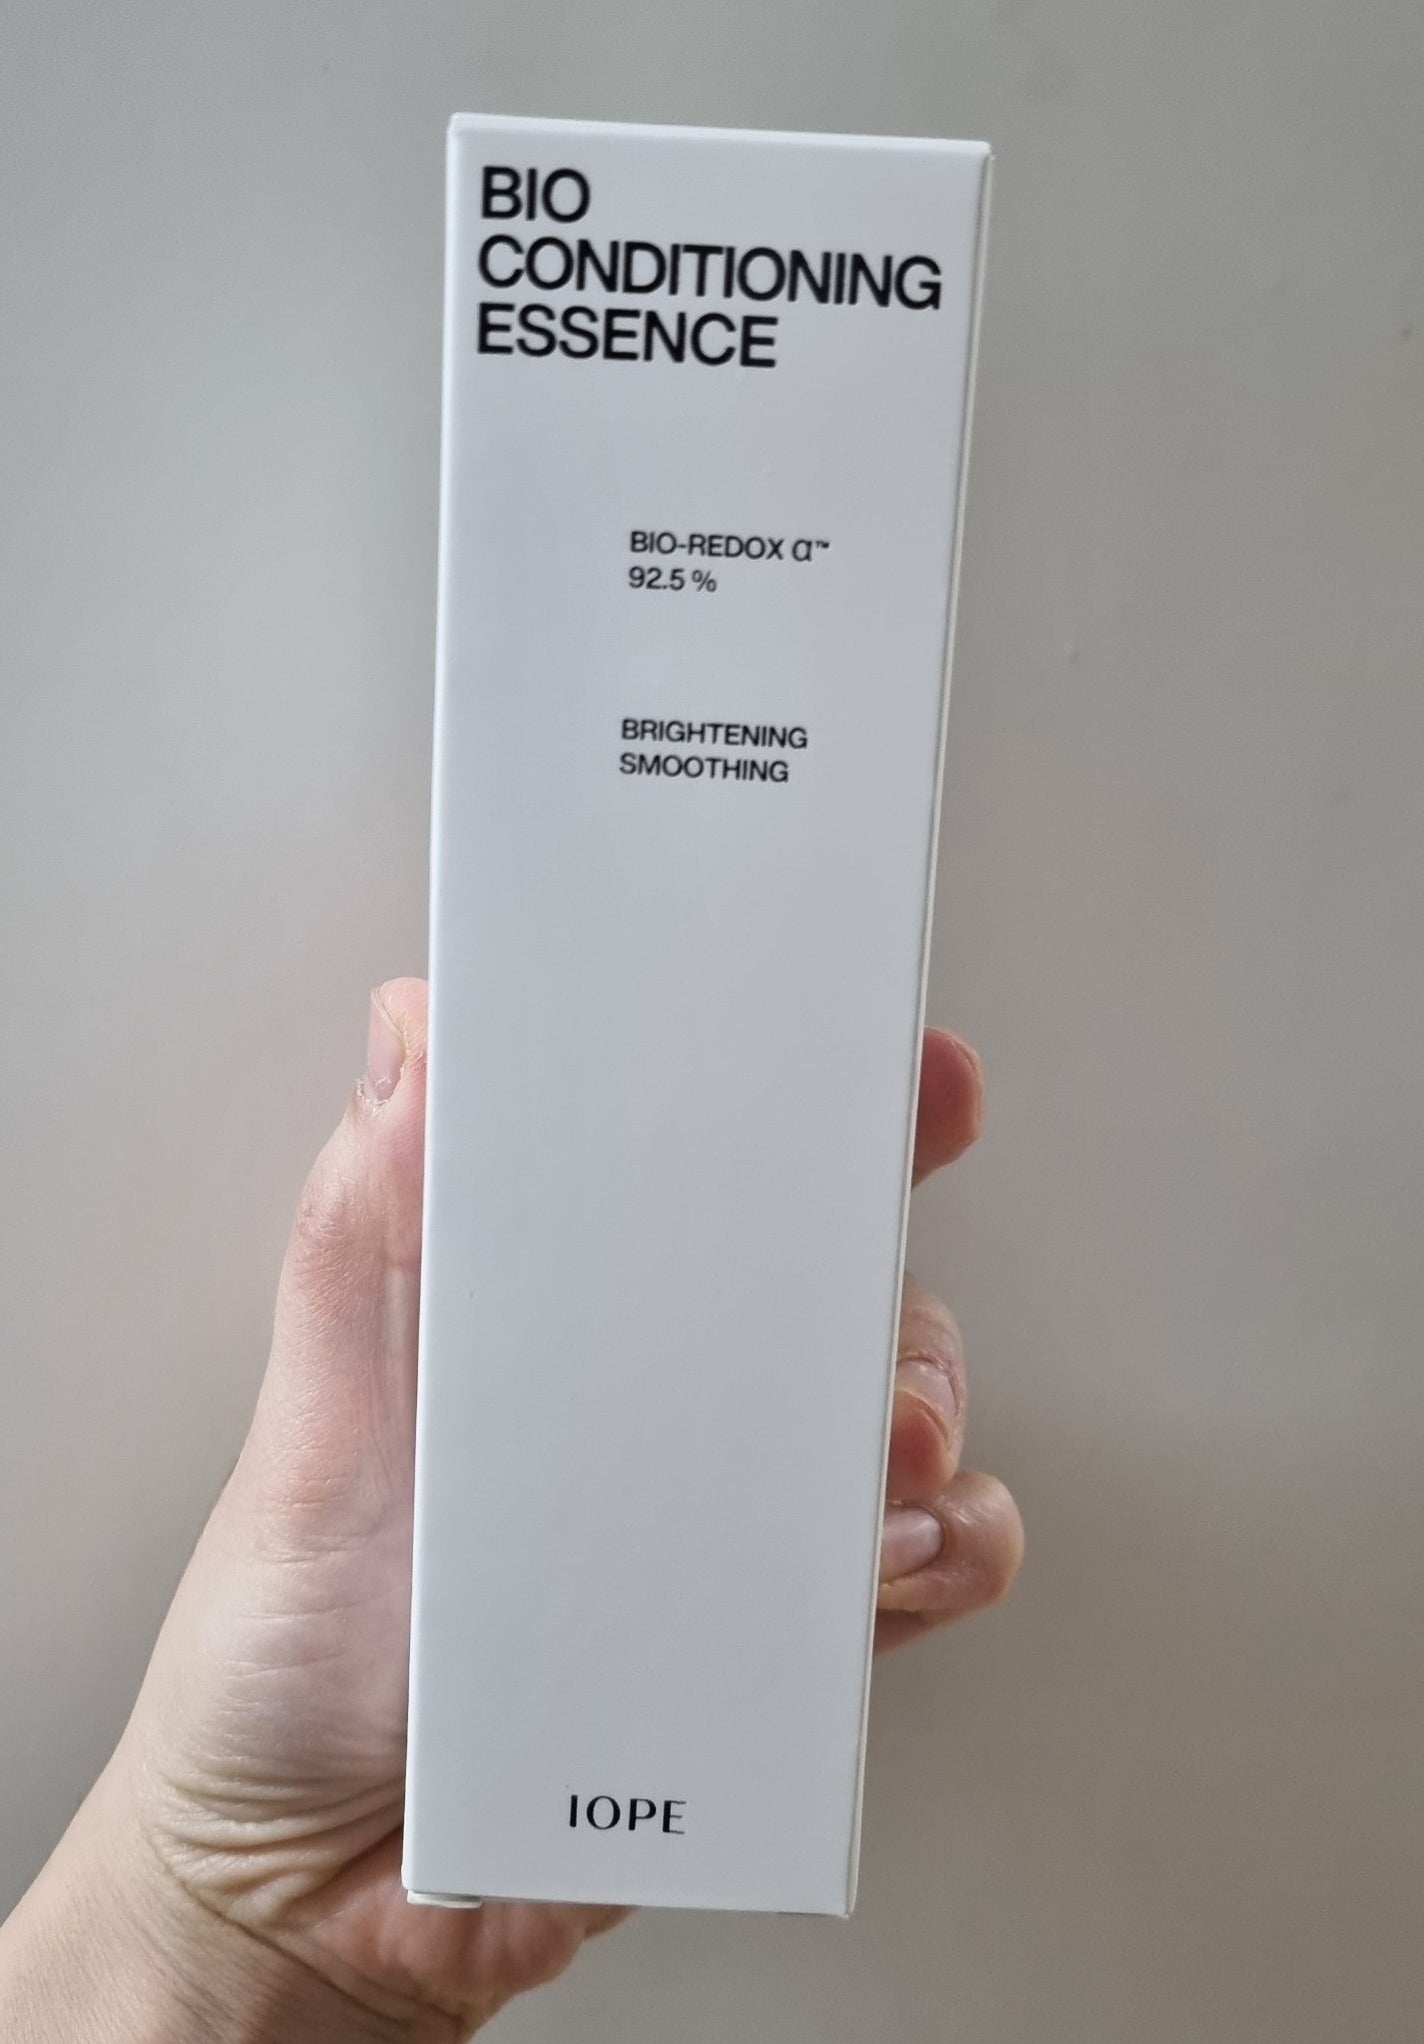 BIO
CONDITIONING
ESSENCE
BIO-REDOX α™
92.5 %
BRIGHTENING
SMOOTHING
IOPE